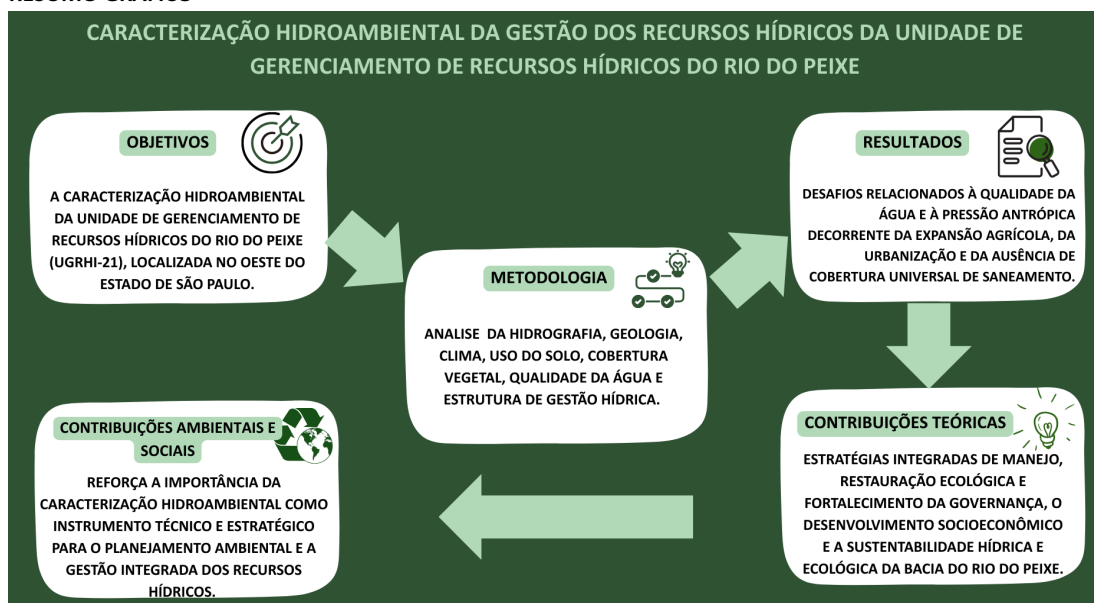 CARACTERIZAÇÃO HIDROAMBIENTAL DA GESTÃO DOS RECURSOS HÍDRICOS DA UNIDADE DE
GERENCIAMENTO DE RECURSOS HÍDRICOS DO RIO DO PEIXE
OBJETIVOS
A CARACTERIZAÇÃO HIDROAMBIENTAL
DA UNIDADE DE GERENCIAMENTO DE
RECURSOS HÍDRICOS DO RIO DO PEIXE
(UGRHI-21), LOCALIZADA NO OESTE DO
ESTADO DE SÃO PAULO.
METODOLOGIA
ANALISE DA HIDROGRAFIA, GEOLOGIA,
CLIMA, USO DO SOLO, COBERTURA
VEGETAL, QUALIDADE DA ÁGUA E
ESTRUTURA DE GESTÃO HÍDRICA.
RESULTADOS
DESAFIOS RELACIONADOS À QUALIDADE DA
ÁGUA E À PRESSÃO ANTRÓPICA
DECORRENTE DA EXPANSÃO AGRÍCOLA, DA
URBANIZAÇÃO E DA AUSÊNCIA DE
COBERTURA UNIVERSAL DE SANEAMENTO.
CONTRIBUIÇÕES TEÓRICAS
ESTRATÉGIAS INTEGRADAS DE MANEJO,
RESTAURAÇÃO ECOLÓGICA E
FORTALECIMENTO DA GOVERNANÇA, O
DESENVOLVIMENTO SOCIOECONÔMICO
E A SUSTENTABILIDADE HÍDRICA E
ECOLÓGICA DA BACIA DO RIO DO PEIXE.
CONTRIBUIÇÕES AMBIENTAIS E
SOCIAIS
REFORÇA A IMPORTÂNCIA DA
CARACTERIZAÇÃO HIDROAMBIENTAL COMO
INSTRUMENTO TÉCNICO E ESTRATÉGICO
PARA O PLANEJAMENTO AMBIENTAL E A
GESTÃO INTEGRADA DOS RECURSOS
HÍDRICOS.